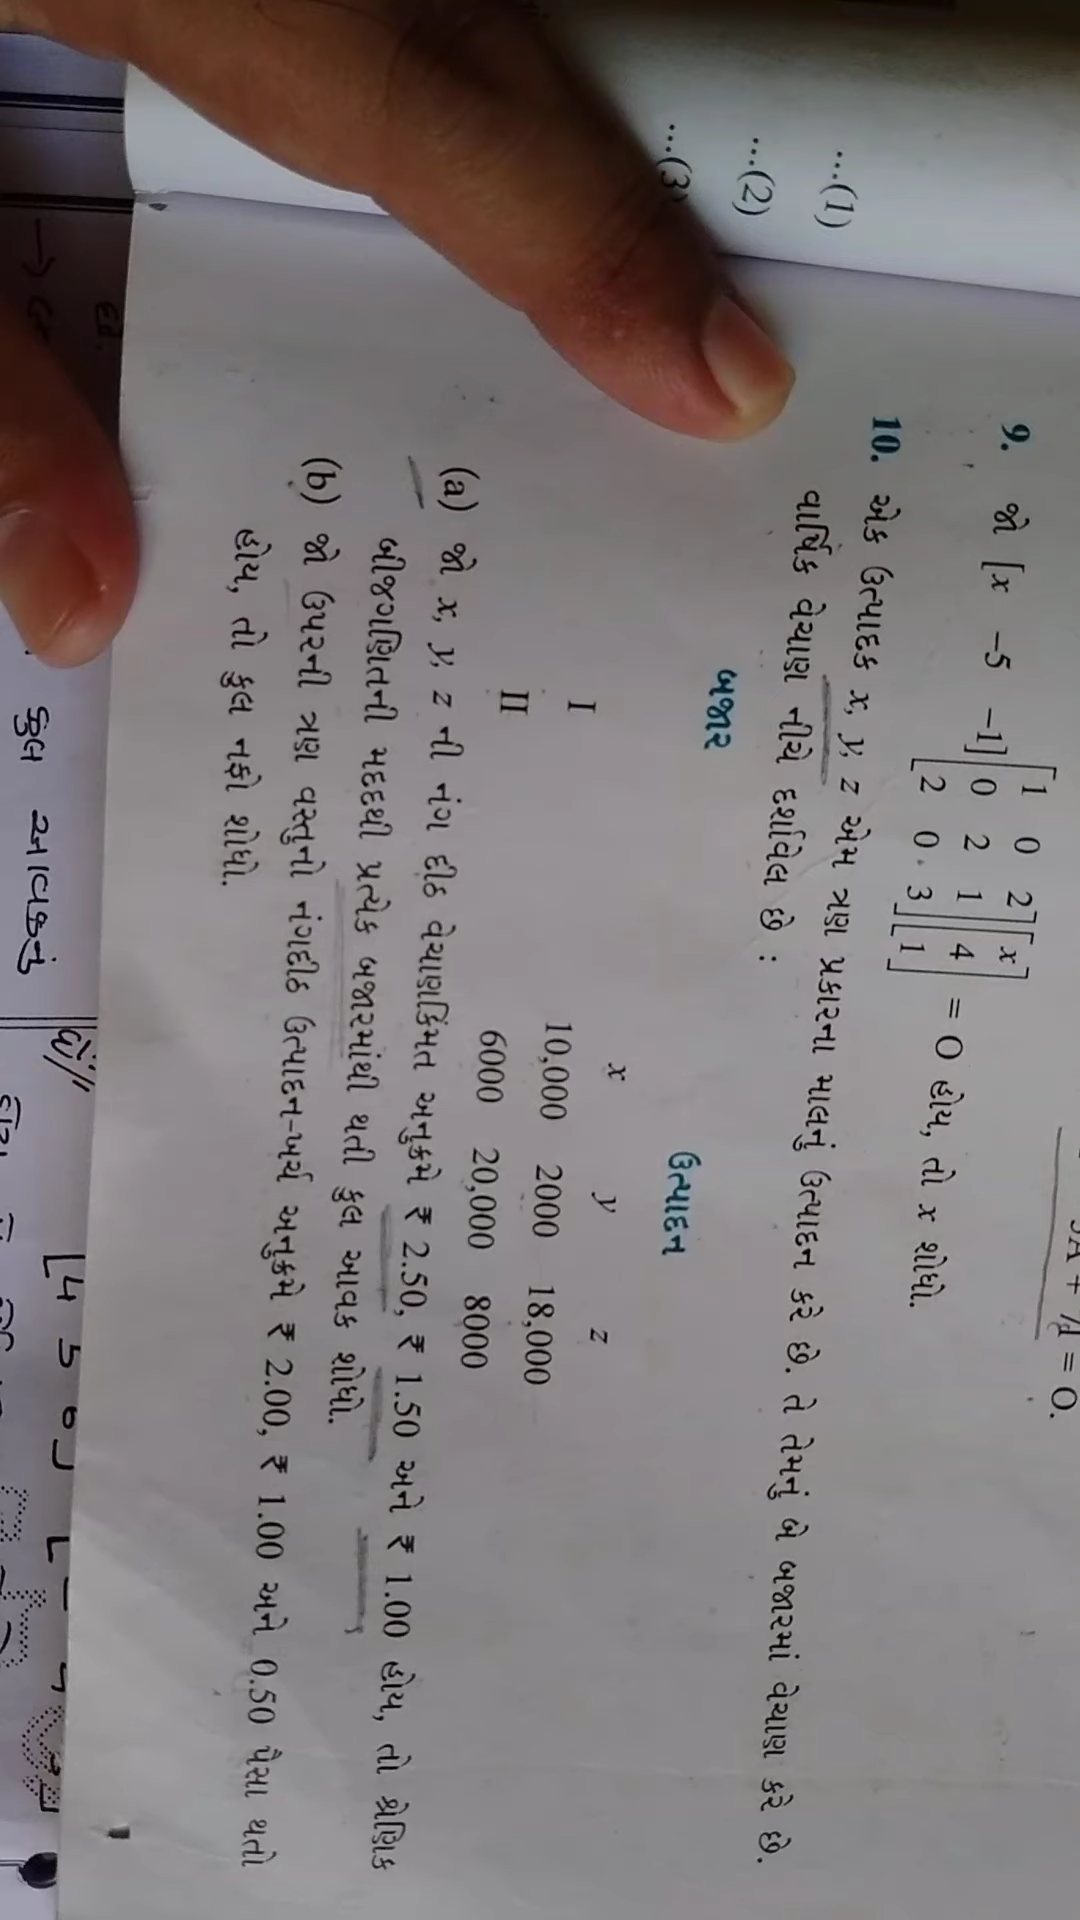 ...(1)
...(2)
...(3)
= O.
9. જો [x -5 -1] [1 0 2
0 2 1
2 0 3] [x
4
1] = O હોય, તો x શોધો.
10. એક ઉત્પાદક x, y, z એમ ત્રણ પ્રકારના માલનું ઉત્પાદન કરે છે. તે તેમનું બે બજારમાં વેચાણ કરે છે.
વાર્ષિક વેચાણ નીચે દર્શાવેલ છે :
બજાર ઉત્પાદન
x y z
I 10,000 2000 18,000
II 6000 20,000 8000
(a) જો x, y, z ની નંગ દીઠ વેચાણકિંમત અનુક્રમે ₹ 2.50, ₹ 1.50 અને ₹ 1.00 હોય, તો શ્રેણિક
બીજગણિતની મદદથી પ્રત્યેક બજારમાંથી થતી કુલ આવક શોધો.
(b) જો ઉપરની ત્રણ વસ્તુનો નંગદીઠ ઉત્પાદન-ખર્ચ અનુક્રમે ₹ 2.00, ₹ 1.00 અને 0.50 પૈસા થતો
હોય, તો કુલ નફો શોધો.
કુલ આવકનું
[4 5